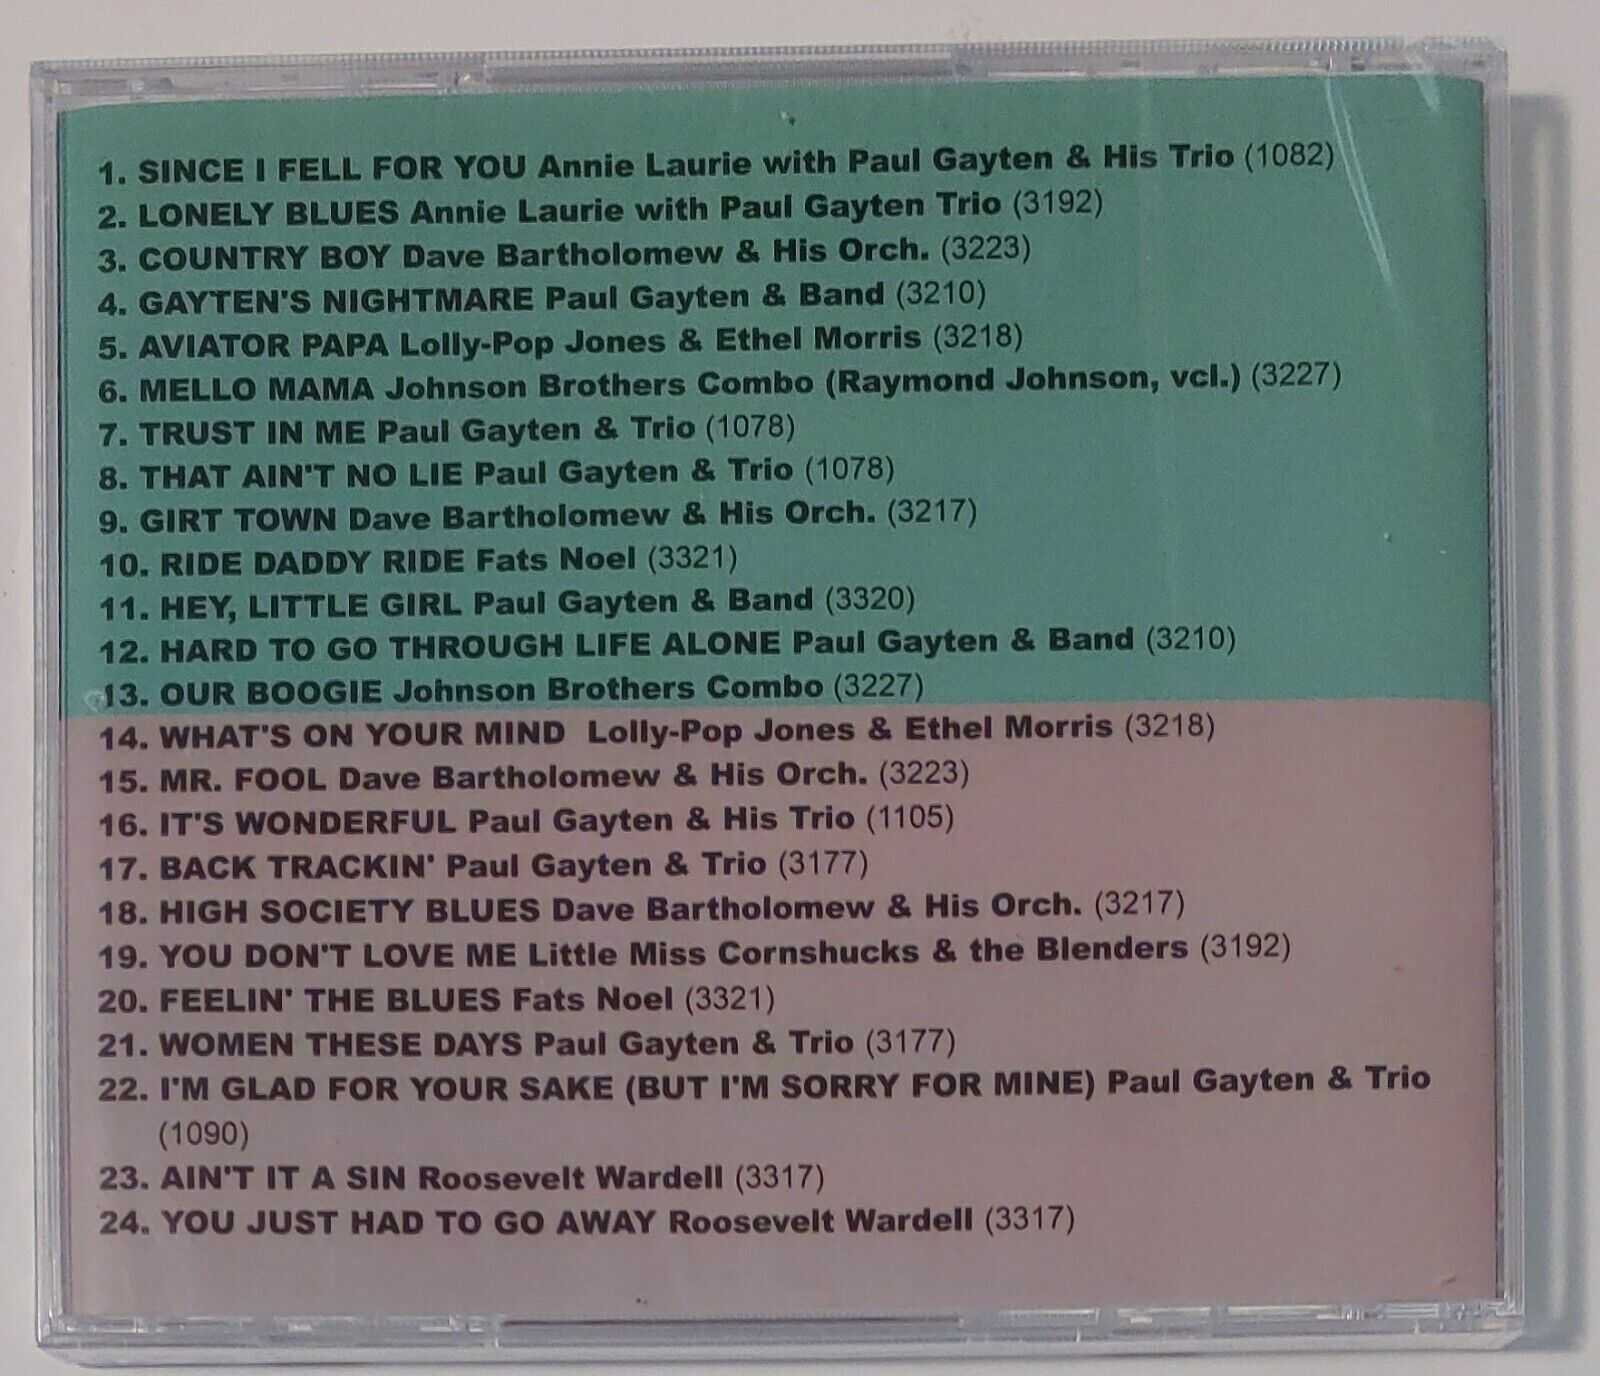 1. SINCE I FELL FOR YOU Annie Laurie with Paul Gayten & His Trio (1082)
2. LONELY BLUES Annie Laurie with Paul Gayten Trio (3192)
3. COUNTRY BOY Dave Bartholomew & His Orch. (3223)
4. GAYTEN'S NIGHTMARE Paul Gayten & Band (3210)
5. AVIATOR PAPA Lolly-Pop Jones & Ethel Morris (3218)
6. MELLO MAMA Johnson Brothers Combo (Raymond Johnson, vcl.) (3227)
7. TRUST IN ME Paul Gayten & Trio (1078)
8. THAT AIN'T NO LIE Paul Gayten & Trio (1078)
9. GIRT TOWN Dave Bartholomew & His Orch. (3217)
10. RIDE DADDY RIDE Fats Noel (3321)
11. HEY, LITTLE GIRL Paul Gayten & Band (3320)
12. HARD TO GO THROUGH LIFE ALONE Paul Gayten & Band (3210)
13. OUR BOOGIE Johnson Brothers Combo (3227)
14. WHAT'S ON YOUR MIND Lolly-Pop Jones & Ethel Morris (3218)
15. MR. FOOL Dave Bartholomew & His Orch. (3223)
16. IT'S WONDERFUL Paul Gayten & His Trio (1105)
17. BACK TRACKIN' Paul Gayten & Trio (3177)
18. HIGH SOCIETY BLUES Dave Bartholomew & His Orch. (3217)
19. YOU DON'T LOVE ME Little Miss Cornshucks & the Blenders (3192)
20. FEELIN' THE BLUES Fats Noel (3321)
21. WOMEN THESE DAYS Paul Gayten & Trio (3177)
22. I'M GLAD FOR YOUR SAKE (BUT I'M SORRY FOR MINE) Paul Gayten & Trio
(1090)
23. AIN'T IT A SIN Roosevelt Wardell (3317)
24. YOU JUST HAD TO GO AWAY Roosevelt Wardell (3317)